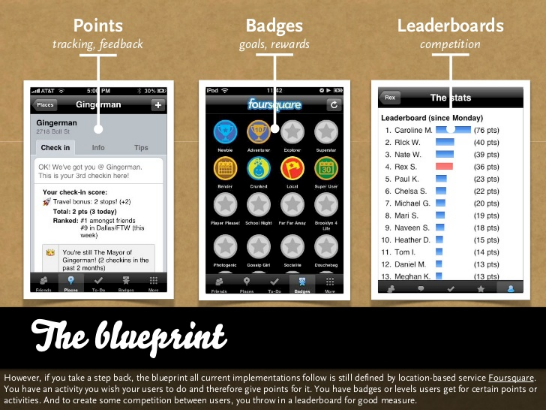 Points
tracking, feedback
Badges
goals, rewards
Leaderboards
competition
AT&T
30%
Places
Gingerman
+
Gingerman
2718 Bull St
Check in
Info
Tips
OK! We've got you @ Gingerman.
This is your 3rd checkin here!
Your check-in score:
Travel bonus: 2 stops! (+2)
Total: 2 pts (3 today)
Ranked: #1 amongst friends
#9 in Dallas/FTW (this
week)
You're still The Mayor of
Gingerman! (2 checkins in the
past 2 months)
Friends
Places
To-Do
Badges
More
iPod
foursquare
Newbie
Adventurer
Explorer
Superstar
Bender
Crunked
Local
Super User
Player Please!
School Night
Far Far Away
Brooklyn 4
Life
Photogenic
Gossip Girl
Socialite
Douchebag
Friends
Places
To-Do
Badges
More
Rex
The stats
Leaderboard (since Monday)
1. Caroline M. (76 pts)
2. Rick W. (40 pts)
3. Nate W. (39 pts)
4. Rex S. (36 pts)
5. Paul K. (23 pts)
6. Chelsa S. (22 pts)
7. Michael G. (20 pts)
8. Mari S. (19 pts)
9. Naveen S. (18 pts)
10. Heather D. (15 pts)
11. Tom I. (14 pts)
12. Daniel M. (13 pts)
13. Meghan K. (13 pts)
The blueprint
However, if you take a step back, the blueprint all current implementations follow is still defined by location-based service Foursquare.
You have an activity you wish your users to do and therefore give points for it. You have badges or levels users get for certain points or
activities. And to create some competition between users, you throw in a leaderboard for good measure.